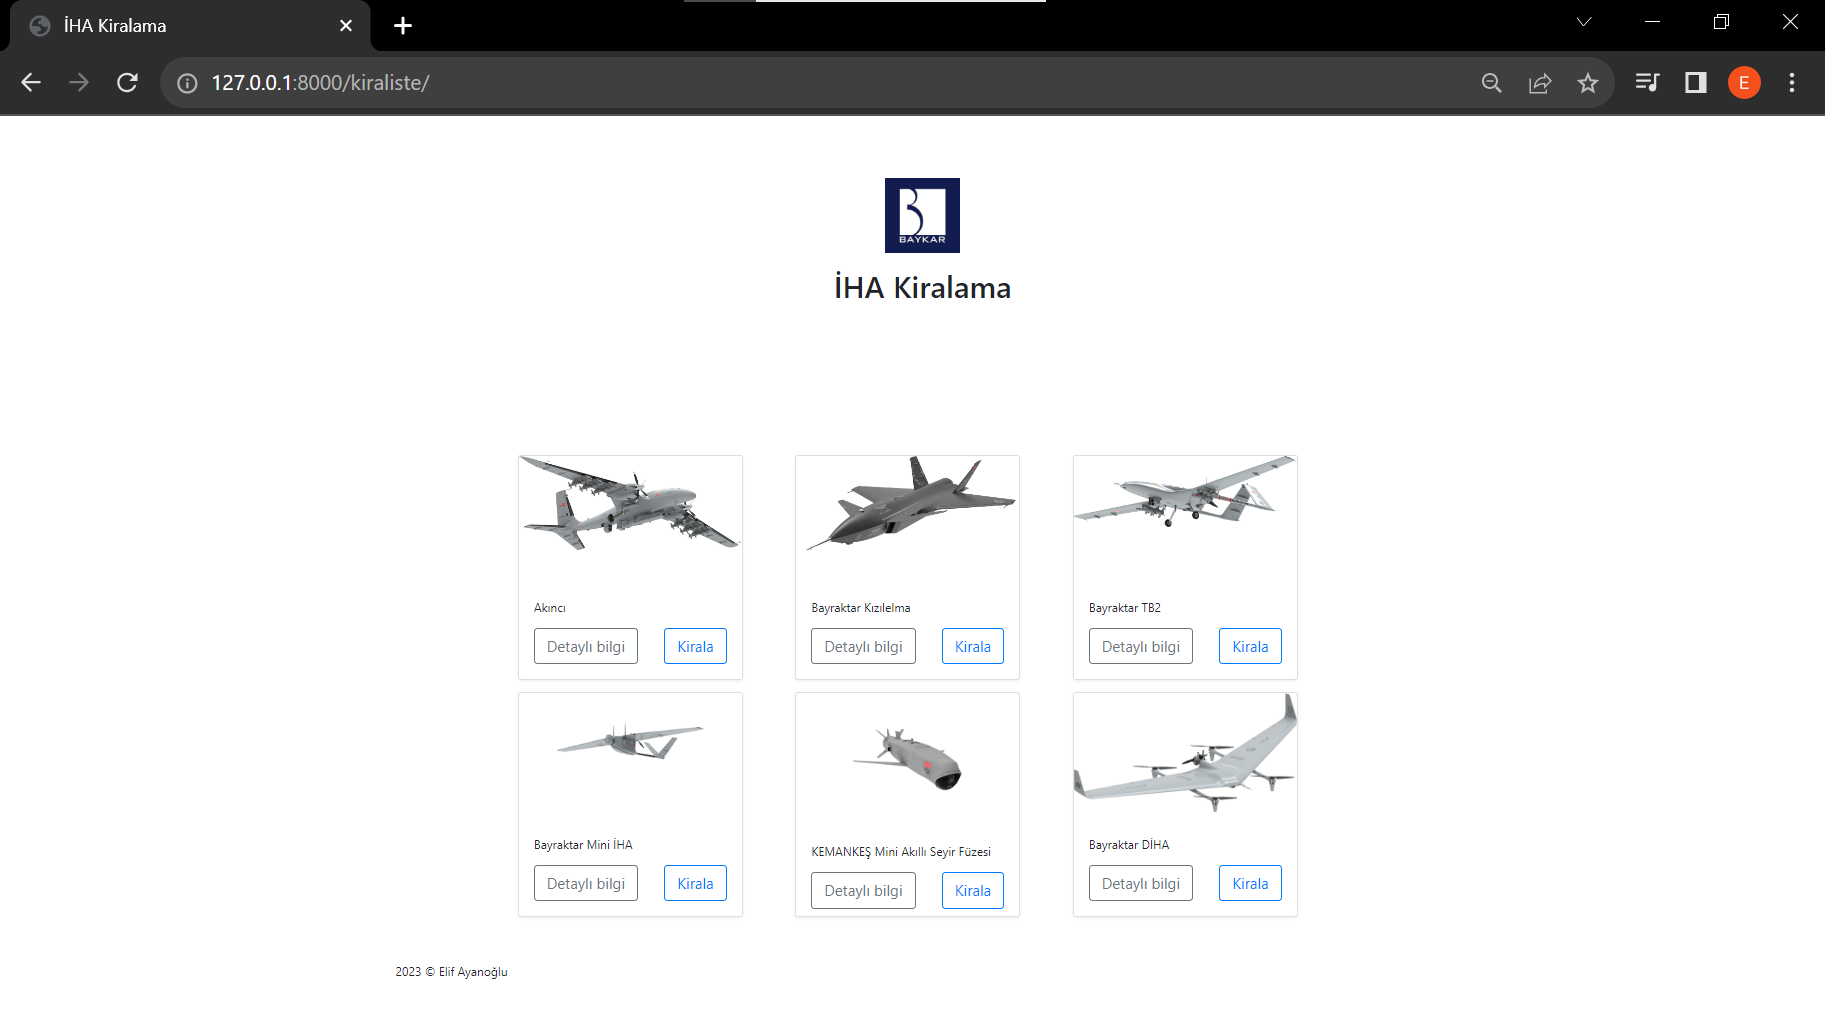 İHA Kiralama
127.0.0.1:8000/kiraliste/
E
BAYKAR
İHA Kiralama
Akıncı
Detaylı bilgi Kirala
Bayraktar Kızılelma
Detaylı bilgi Kirala
Bayraktar TB2
Detaylı bilgi Kirala
Bayraktar Mini İHA
Detaylı bilgi Kirala
KEMANKEŞ Mini Akıllı Seyir Füzesi
Detaylı bilgi Kirala
Bayraktar DİHA
Detaylı bilgi Kirala
2023 © Elif Ayanoğlu